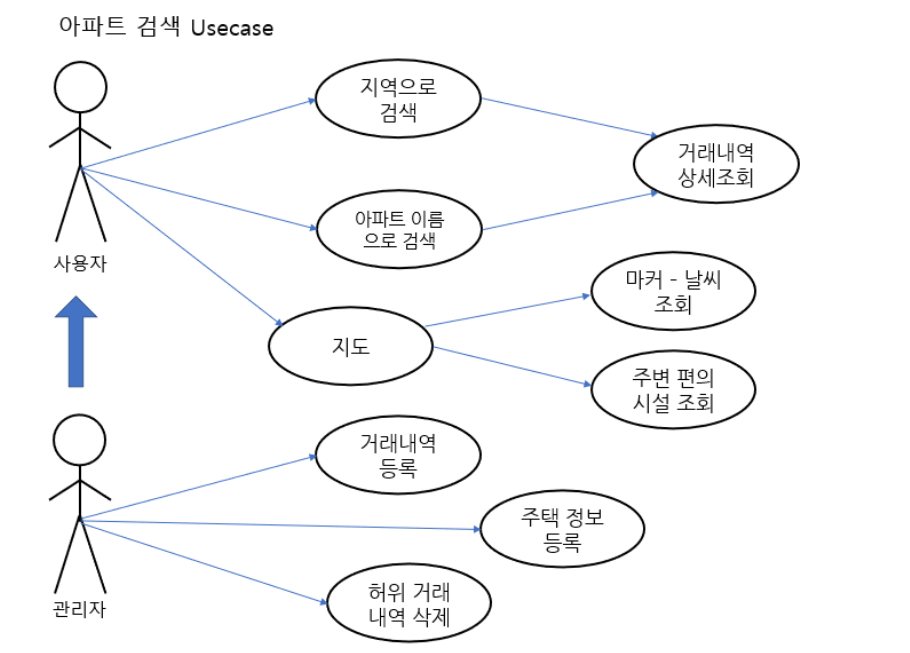 아파트 검색 Usecase
지역으로
검색
거래내역
상세조회
아파트 이름
으로 검색
사용자
마커 - 날씨
조회
지도
주변 편의
시설 조회
거래내역
등록
주택 정보
등록
허위 거래
내역 삭제
관리자